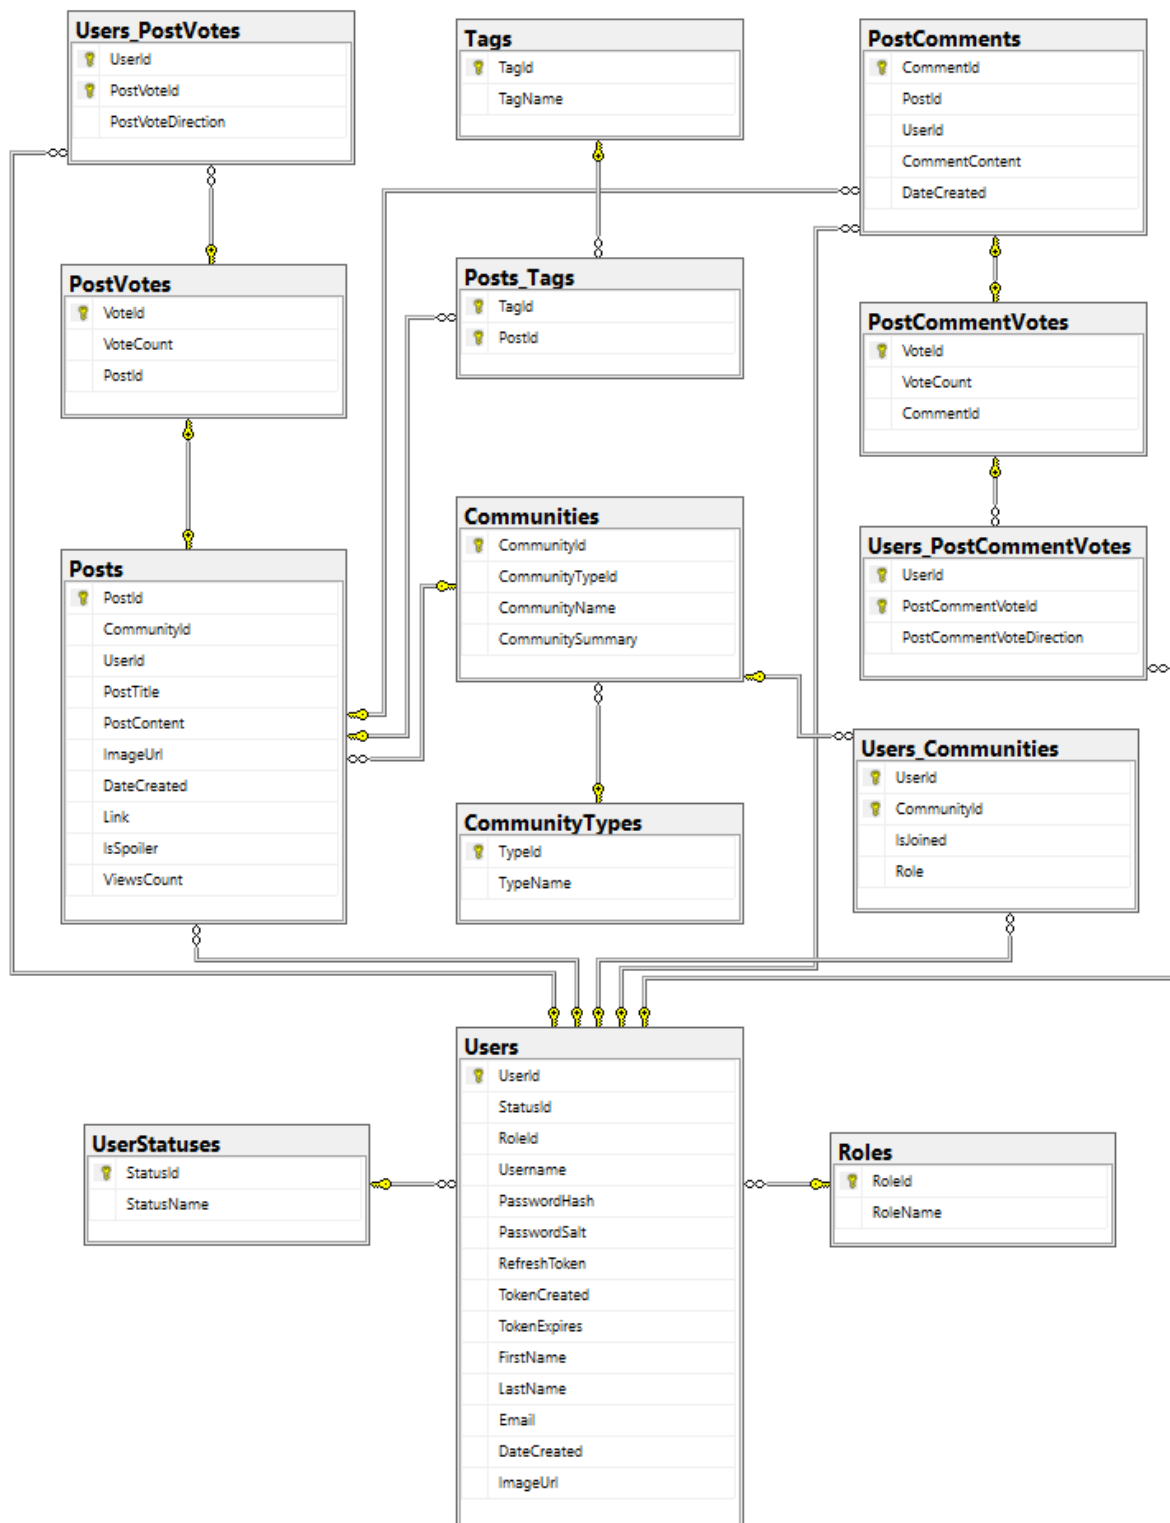 Users_PostVotes
UserId
PostVoteId
PostVoteDirection
Tags
TagId
TagName
PostComments
CommentId
PostId
UserId
CommentContent
DateCreated
PostVotes
VoteId
VoteCount
PostId
Posts_Tags
TagId
PostId
PostCommentVotes
VoteId
VoteCount
CommentId
Communities
CommunityId
CommunityTypeId
CommunityName
CommunitySummary
Users_PostCommentVotes
UserId
PostCommentVoteId
PostCommentVoteDirection
Posts
PostId
CommunityId
UserId
PostTitle
PostContent
ImageUrl
DateCreated
Link
IsSpoiler
ViewsCount
CommunityTypes
TypeId
TypeName
Users_Communities
UserId
CommunityId
IsJoined
Role
Users
UserId
StatusId
RoleId
Username
PasswordHash
PasswordSalt
RefreshToken
TokenCreated
TokenExpires
FirstName
LastName
Email
DateCreated
ImageUrl
UserStatuses
StatusId
StatusName
Roles
RoleId
RoleName